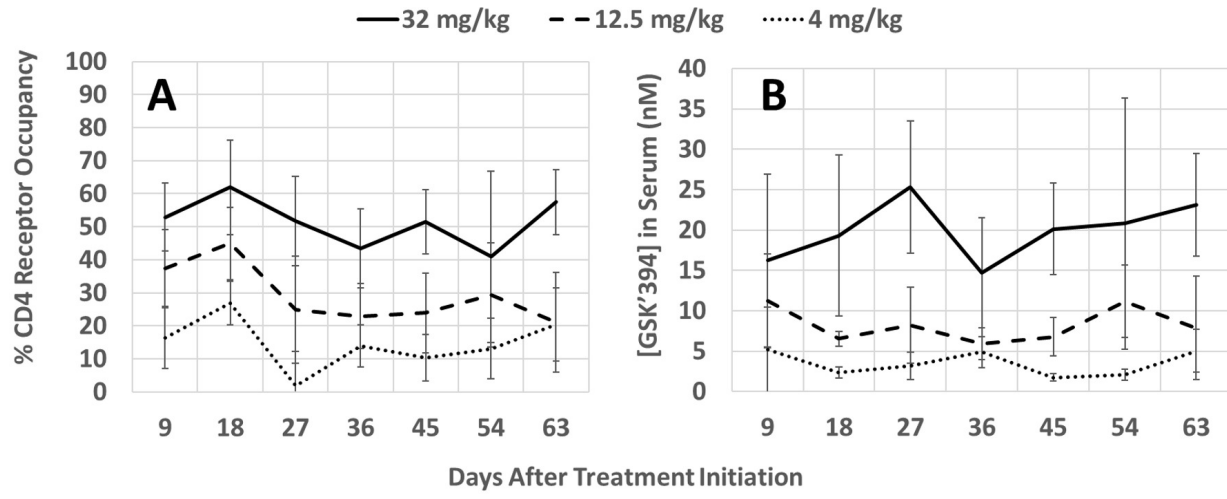 32 mg/kg 12.5 mg/kg 4 mg/kg
A
% CD4 Receptor Occupancy
100
90
80
70
60
50
40
30
20
10
0
9 18 27 36 45 54 63
B
[GSK’394] in Serum (nM)
40
35
30
25
20
15
10
5
0
9 18 27 36 45 54 63
Days After Treatment Initiation